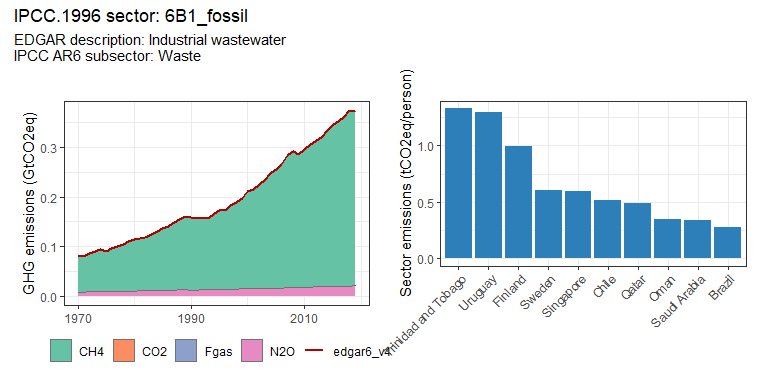 IPCC.1996 sector: 6B1_fossil
EDGAR description: Industrial wastewater
IPCC AR6 subsector: Waste
GHG emissions (GtCO2eq)
0.3
0.2
0.1
0.0
1970
1990
2010
CH4
CO2
Fgas
N2O
edgar6_v4
Sector emissions (tCO2eq/person)
1.0
0.5
0.0
Trinidad and Tobago
Uruguay
Finland
Sweden
Singapore
Chile
Qatar
Oman
Saudi Arabia
Brazil